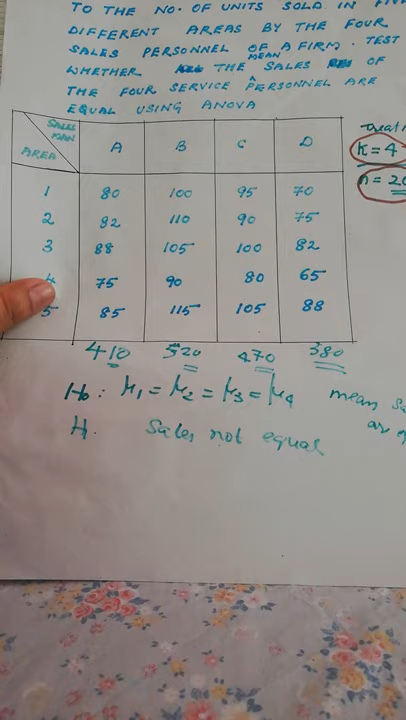 TO THE NO. OF UNITS SOLD IN
DIFFERENT AREAS BY THE FOUR
SALES PERSONNEL OF A FIRM. TEST
WHETHER THE MEAN SALES OF
THE FOUR SERVICE PERSONNEL ARE
EQUAL USING ANOVA
SALES MAN AREA A B C D
1 80 100 95 70
2 82 110 90 75
3 88 105 100 82
4 75 90 80 65
5 85 115 105 88
410 520 470 380
K = 4
n = 20
H₀ : μ₁ = μ₂ = μ₃ = μ₄ mean
H₁ Sales not equal